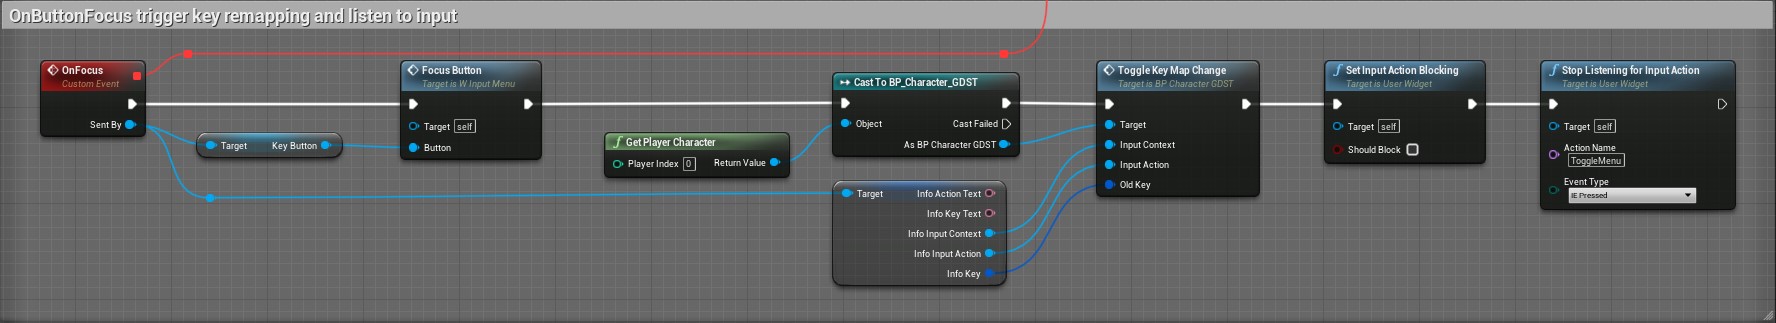 OnButtonFocus trigger key remapping and listen to input
OnFocus
Custom Event
Sent By
Target Key Button
Focus Button
Target is W Input Menu
Target self
Button
Get Player Character
Player Index 0 Return Value
Cast To BP_Character_GDST
Object Cast Failed
As BP Character GDST
Target Info Action Text
Info Key Text
Info Input Context
Info Input Action
Info Key
Toggle Key Map Change
Target is BP Character GDST
Target
Input Context
Input Action
Old Key
Set Input Action Blocking
Target is User Widget
Target self
Should Block
Stop Listening for Input Action
Target is User Widget
Target self
Action Name
ToggleMenu
Event Type
IE Pressed